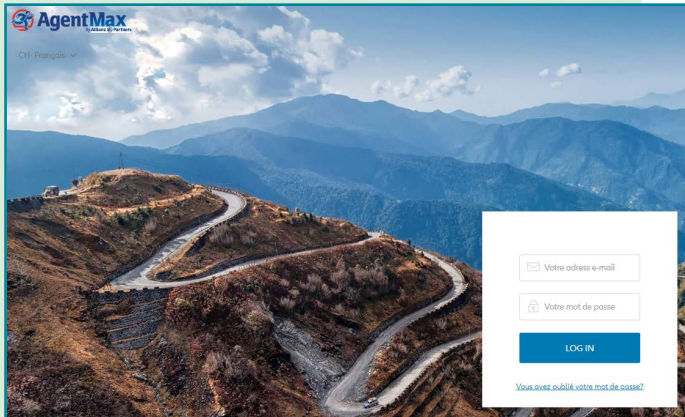 AgentMax
By Allianz Partners
CH- Français
Votre adress e-mail
Votre mot de passe
LOG IN
Vous avez oublié votre mot de passe?